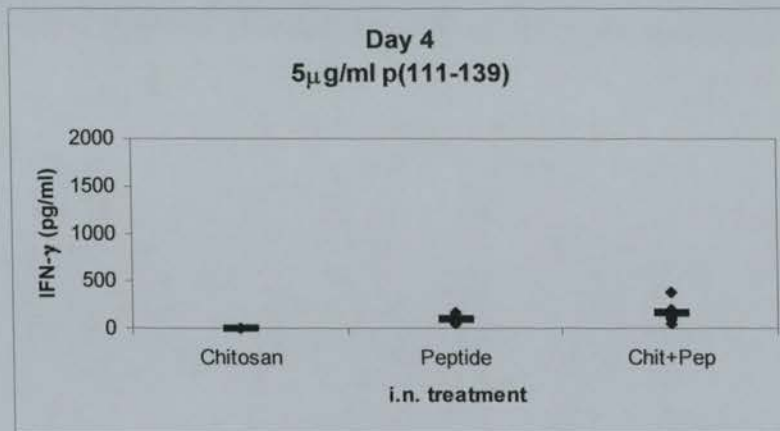 Day 4
5μg/ml p(111-139)
2000
1500
1000
500
0
IFN-γ (pg/ml)
Chitosan Peptide Chit+Pep
i.n. treatment